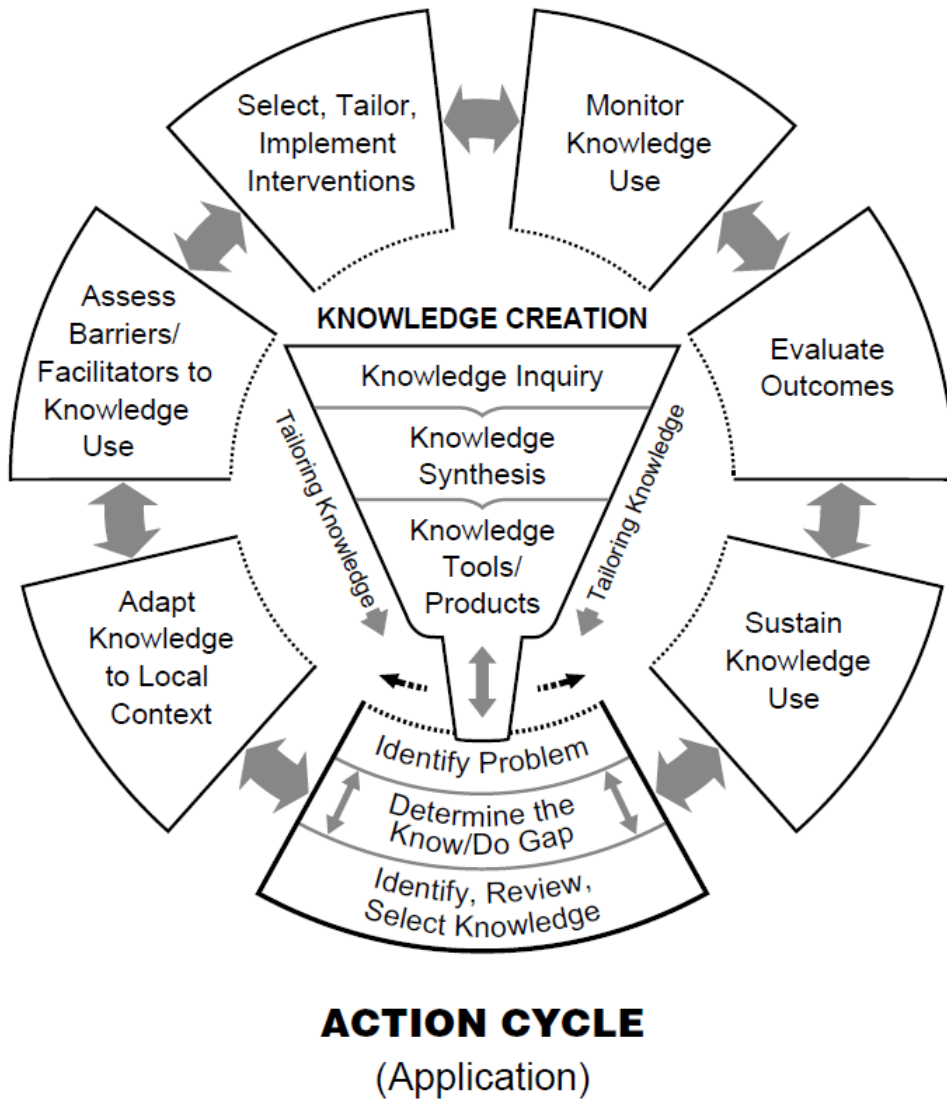 Select, Tailor,
Implement
Interventions
Monitor
Knowledge
Use
Assess
Barriers/
Facilitators to
Knowledge
Use
KNOWLEDGE CREATION
Knowledge Inquiry
Knowledge
Synthesis
Knowledge
Tools/
Products
Tailoring Knowledge
Tailoring Knowledge
Evaluate
Outcomes
Adapt
Knowledge
to Local
Context
Sustain
Knowledge
Use
Identify Problem
Determine the
Know/Do Gap
Identify, Review,
Select Knowledge
ACTION CYCLE
(Application)